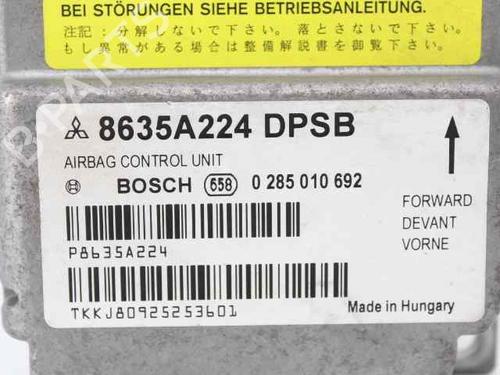 BEI STÖRUNGEN SIEHE BETRIEBSANLEITUNG.
注記:分解しないで下さい。落とさないで下さい。
もし異常がある場合は整備解説書を御覧下さい。
8635A224 DPSB
AIRBAG CONTROL UNIT
BOSCH 658 0 285 010 692
FORWARD
DEVANT
VORNE
P8635A224
TKKJ80925253601
Made in Hungary
B-PARTS